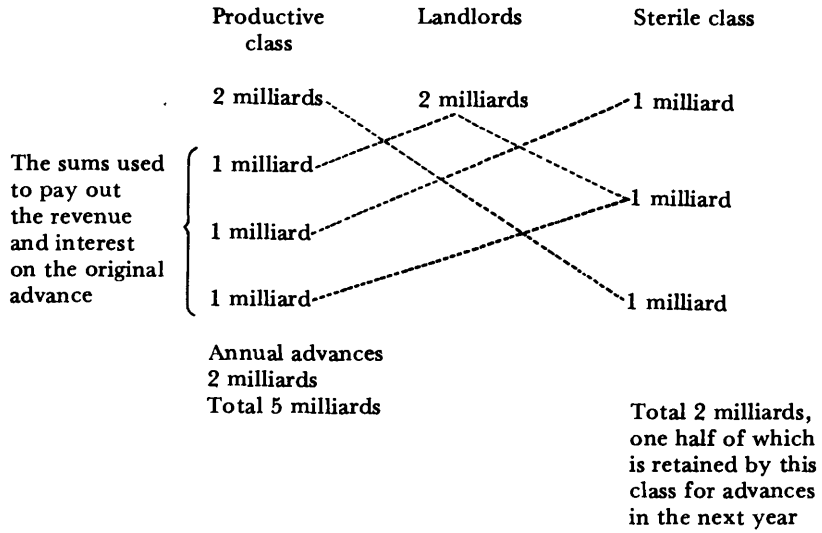 Productive class
Landlords
Sterile class
2 milliards
2 milliards
1 milliard
The sums used
to pay out
the revenue
and interest
on the original
advance
1 milliard
1 milliard
1 milliard
1 milliard
1 milliard
Annual advances
2 milliards
Total 5 milliards
Total 2 milliards,
one half of which
is retained by this
class for advances
in the next year